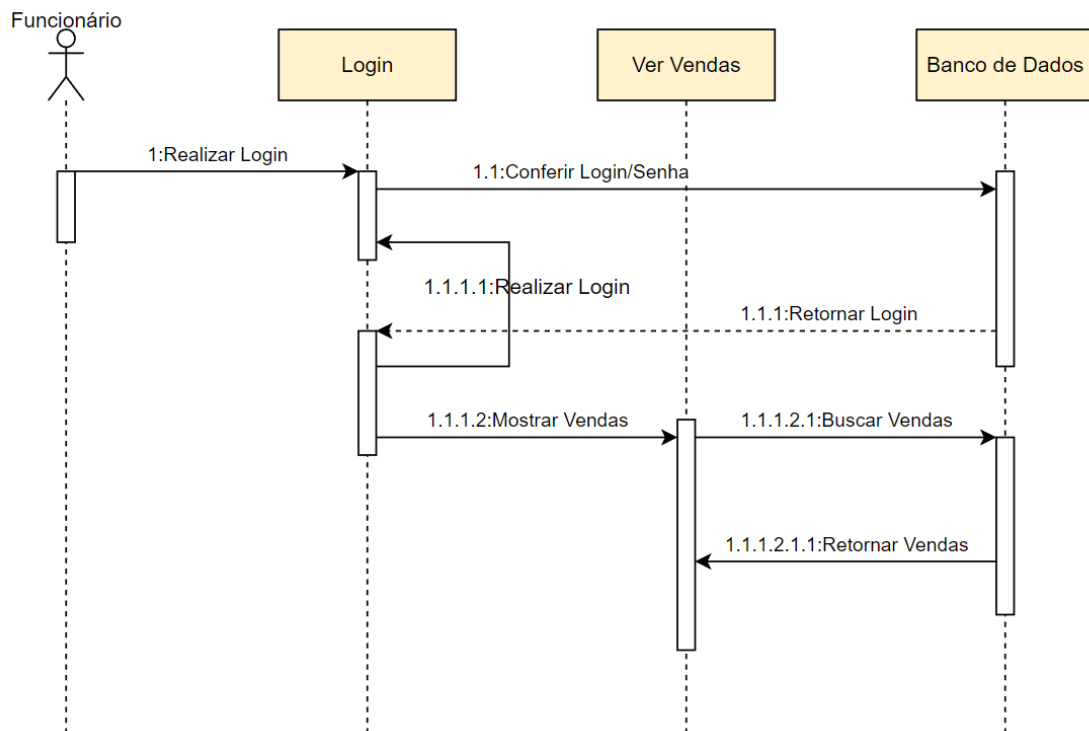 Funcionário
Login
Ver Vendas
Banco de Dados
1:Realizar Login
1.1:Conferir Login/Senha
1.1.1.1:Realizar Login
1.1.1:Retornar Login
1.1.1.2:Mostrar Vendas
1.1.1.2.1:Buscar Vendas
1.1.1.2.1.1:Retornar Vendas